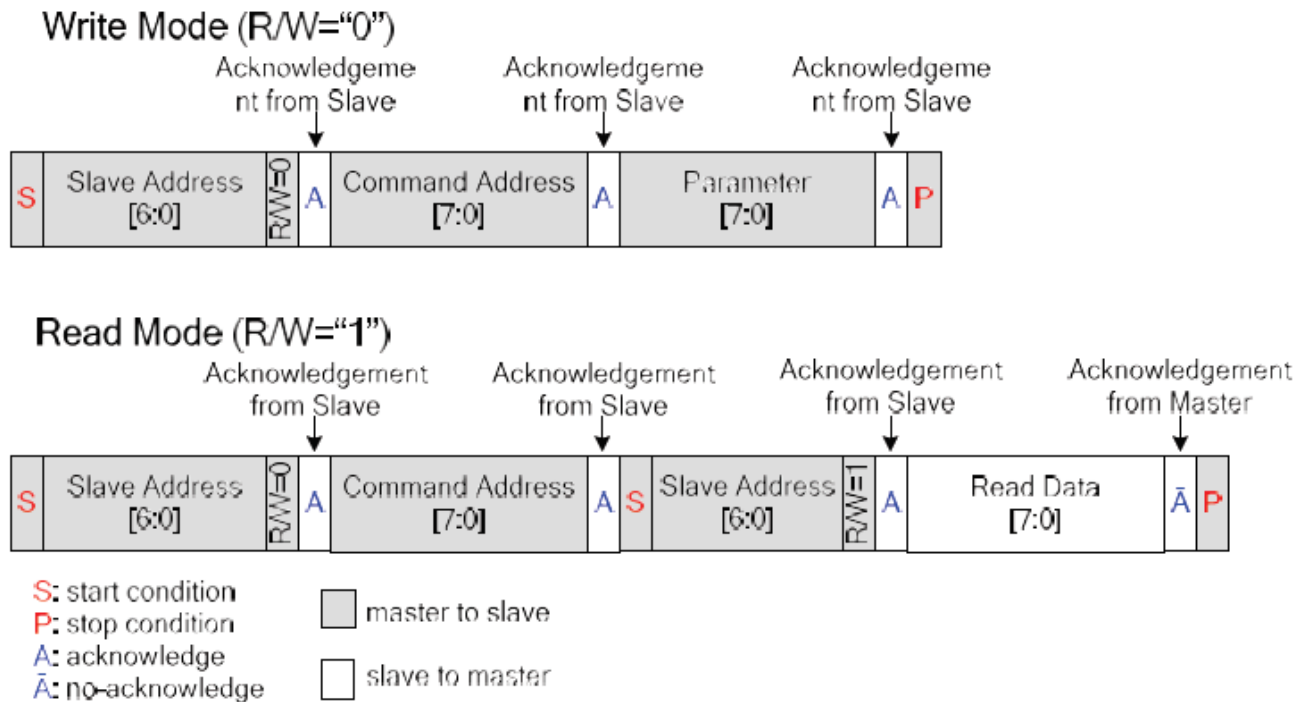 Write Mode (R/W="0")
Acknowledgeme
nt from Slave
Acknowledgeme
nt from Slave
Acknowledgeme
nt from Slave
S
Slave Address
[6:0]
R/W=0
A
Command Address
[7:0]
A
Parameter
[7:0]
A
P
Read Mode (R/W="1")
Acknowledgement
from Slave
Acknowledgement
from Slave
Acknowledgement
from Slave
Acknowledgement
from Master
S
Slave Address
[6:0]
R/W=0
A
Command Address
[7:0]
A
S
Slave Address
[6:0]
R/W=1
A
Read Data
[7:0]
Ā
P
S: start condition
P: stop condition
A: acknowledge
Ā: no-acknowledge
master to slave
slave to master